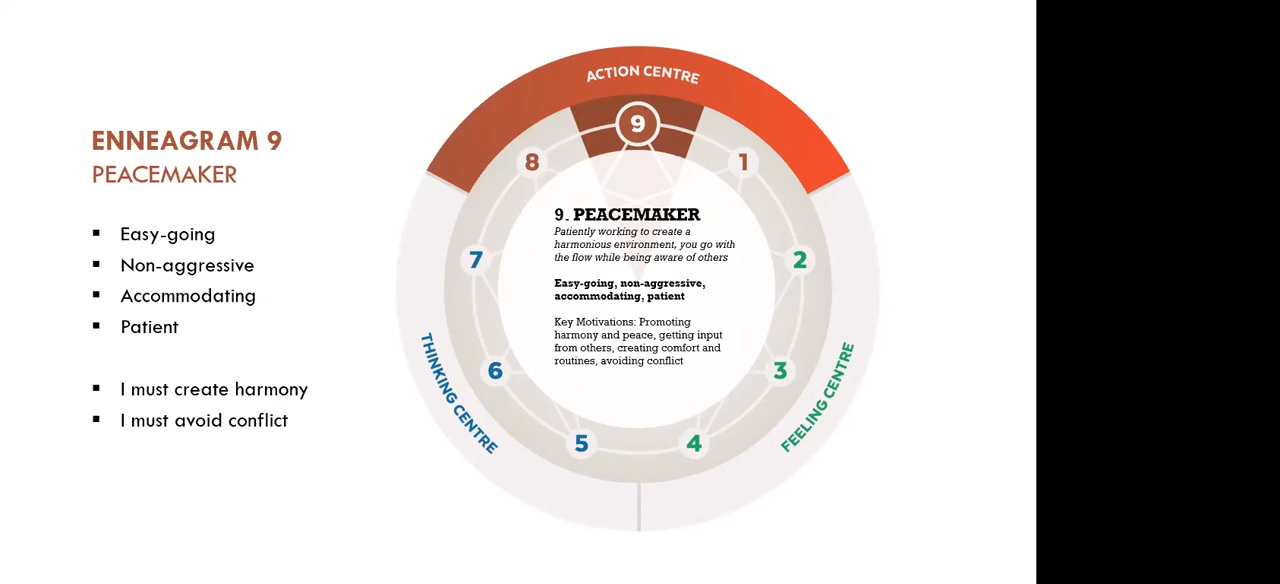 ENNEAGRAM 9
PEACEMAKER
Easy-going
Non-aggressive
Accommodating
Patient
I must create harmony
I must avoid conflict
ACTION CENTRE
9
8
1
7
2
6
3
5
4
THINKING CENTRE
FEELING CENTRE
9. PEACEMAKER
Patiently working to create a
harmonious environment, you go with
the flow while being aware of others
Easy-going, non-aggressive,
accommodating, patient
Key Motivations: Promoting
harmony and peace, getting input
from others, creating comfort and
routines, avoiding conflict